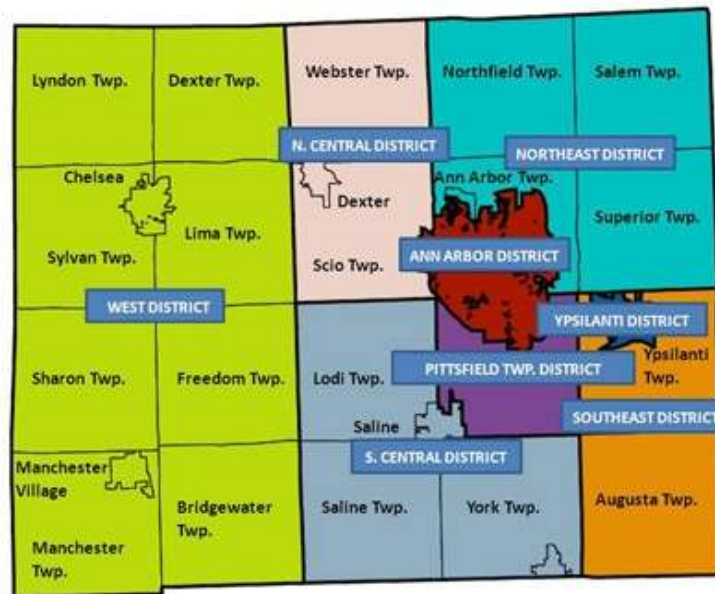 Lyndon Twp.
Dexter Twp.
Webster Twp.
Northfield Twp.
Salem Twp.
N. CENTRAL DISTRICT
NORTHEAST DISTRICT
Chelsea
Ann Arbor Twp.
Dexter
Superior Twp.
Lima Twp.
Sylvan Twp.
Scio Twp.
ANN ARBOR DISTRICT
WEST DISTRICT
YPSILANTI DISTRICT
Ypsilanti
Twp.
PITTSFIELD TWP. DISTRICT
Sharon Twp.
Freedom Twp.
Lodi Twp.
SOUTHEAST DISTRICT
Saline
S. CENTRAL DISTRICT
Manchester
Village
Bridgewater
Twp.
Saline Twp.
York Twp.
Augusta Twp.
Manchester
Twp.